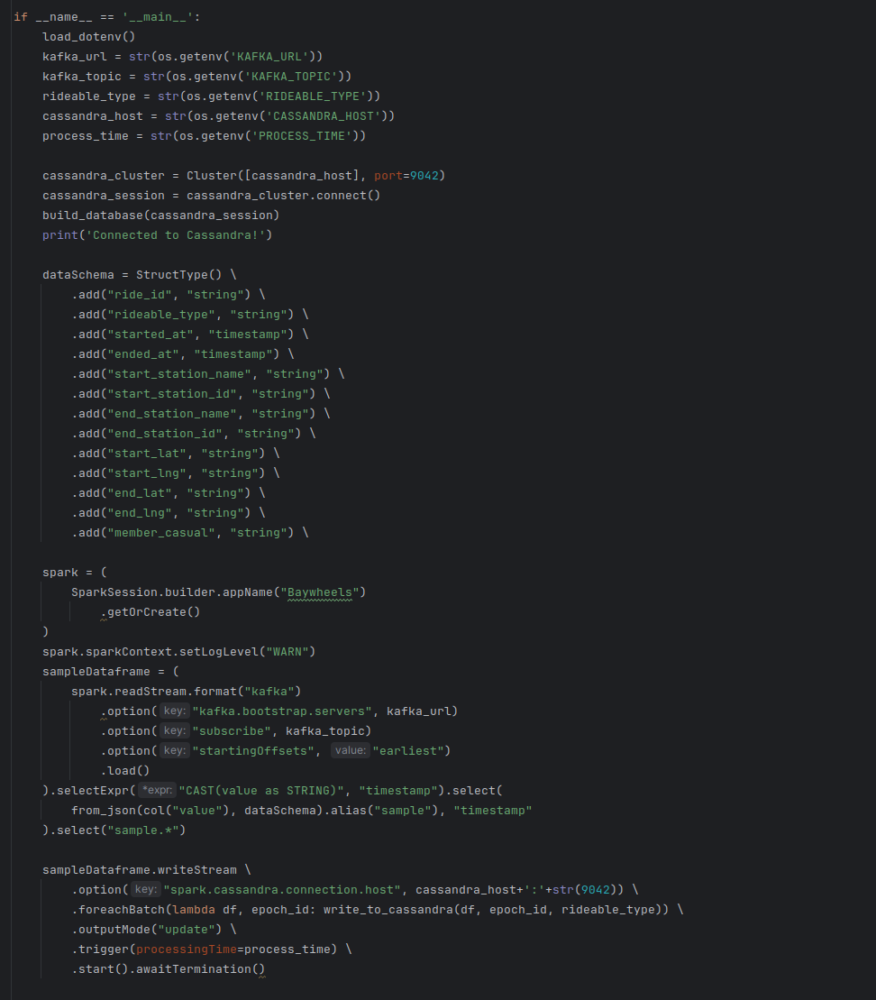 if __name__ == '__main__':
    load_dotenv()
    kafka_url = str(os.getenv('KAFKA_URL'))
    kafka_topic = str(os.getenv('KAFKA_TOPIC'))
    rideable_type = str(os.getenv('RIDEABLE_TYPE'))
    cassandra_host = str(os.getenv('CASSANDRA_HOST'))
    process_time = str(os.getenv('PROCESS_TIME'))

    cassandra_cluster = Cluster([cassandra_host], port=9042)
    cassandra_session = cassandra_cluster.connect()
    build_database(cassandra_session)
    print('Connected to Cassandra!')

    dataSchema = StructType() \
        .add("ride_id", "string") \
        .add("rideable_type", "string") \
        .add("started_at", "timestamp") \
        .add("ended_at", "timestamp") \
        .add("start_station_name", "string") \
        .add("start_station_id", "string") \
        .add("end_station_name", "string") \
        .add("end_station_id", "string") \
        .add("start_lat", "string") \
        .add("start_lng", "string") \
        .add("end_lat", "string") \
        .add("end_lng", "string") \
        .add("member_casual", "string") \

    spark = (
        SparkSession.builder.appName("Baywheels")
            .getOrCreate()
    )
    spark.sparkContext.setLogLevel("WARN")
    sampleDataframe = (
        spark.readStream.format("kafka")
            .option( key: "kafka.bootstrap.servers", kafka_url)
            .option( key: "subscribe", kafka_topic)
            .option( key: "startingOffsets", value: "earliest")
            .load()
    ).selectExpr( *expr: "CAST(value as STRING)", "timestamp").select(
        from_json(col("value"), dataSchema).alias("sample"), "timestamp"
    ).select("sample.*")

    sampleDataframe.writeStream \
        .option( key: "spark.cassandra.connection.host", cassandra_host+':'+str(9042)) \
        .foreachBatch(lambda df, epoch_id: write_to_cassandra(df, epoch_id, rideable_type)) \
        .outputMode("update") \
        .trigger(processingTime=process_time) \
        .start().awaitTermination()